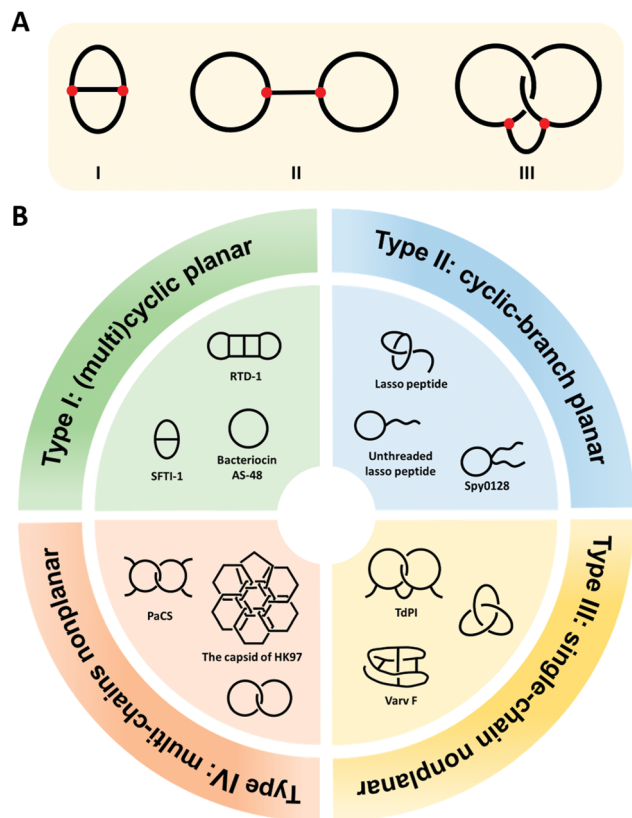 A
I
II
III
B
Type I: (multi)cyclic planar
Type II: cyclic-branch planar
RTD-1
SFTI-1
Bacteriocin
AS-48
Lasso peptide
Unthreaded
lasso peptide
Spy0128
PaCS
The capsid of HK97
TdPI
Varv F
Type IV: multi-chains nonplanar
Type III: single-chain nonplanar